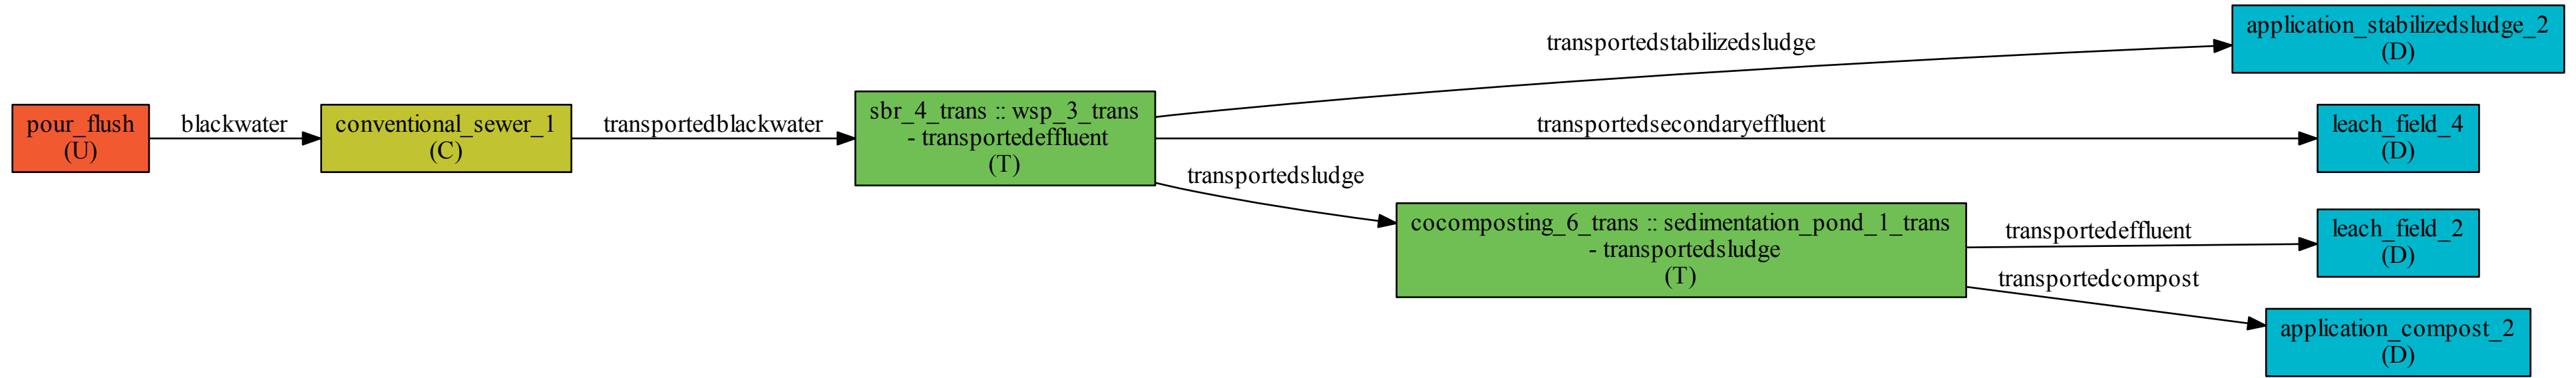 pour_flush
(U)
blackwater
conventional_sewer_1
(C)
transportedblackwater
sbr_4_trans :: wsp_3_trans
- transportedeffluent
(T)
transportedstabilizedsludge
application_stabilizedsludge_2
(D)
transportedsecondaryeffluent
leach_field_4
(D)
transportedsludge
cocomposting_6_trans :: sedimentation_pond_1_trans
- transportedsludge
(T)
transportedeffluent
leach_field_2
(D)
transportedcompost
application_compost_2
(D)